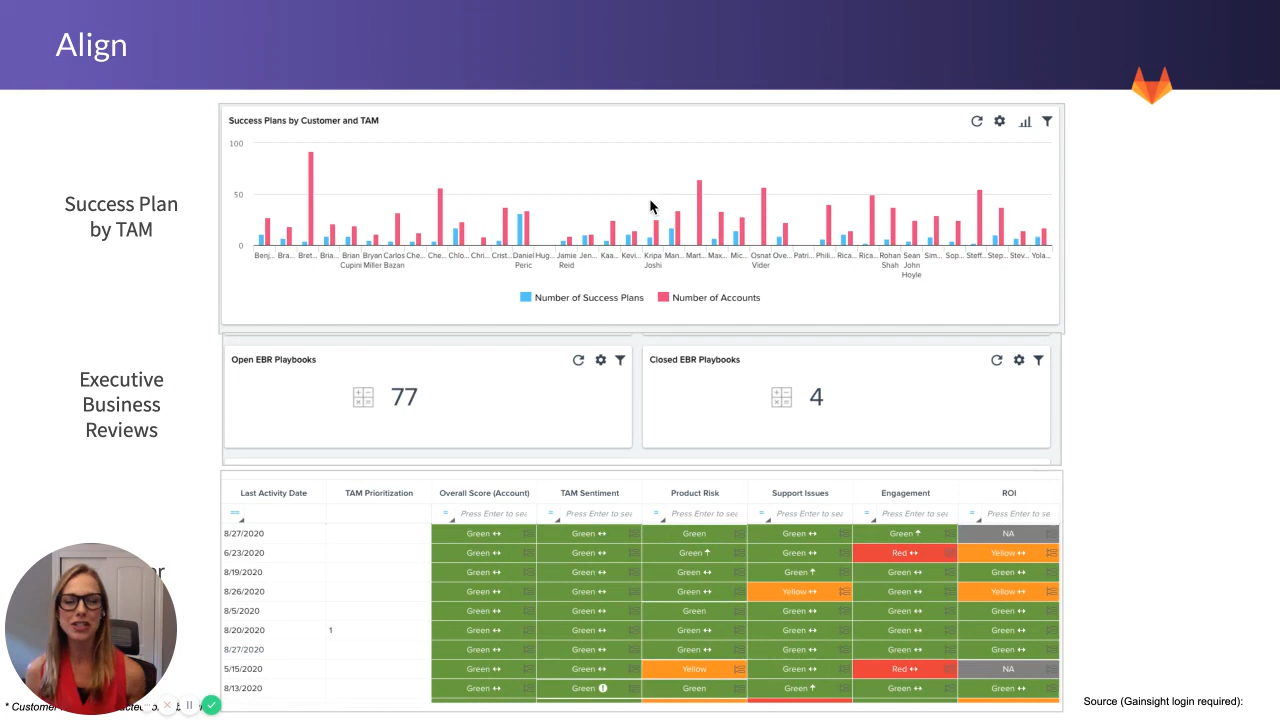 Align
Success Plan
by TAM
Success Plans by Customer and TAM
100
50
0
Benj... Bra... Bret... Bria... Brian Bryan Carlos Che... Che... Chlo... Chri... Crist... Daniel Hug... Jamie Jen... Kaa... Kevi... Kripa Man... Mart... Max... Mic... Osnat Ove... Patri... Phili... Rica... Rica... Rohan Sean Sim... Sop... Steff... Step... Stev... Yola...
Cupini Miller Bazan Peric Reid Joshi Vider Shah John
Hoyle
Number of Success Plans Number of Accounts
Executive
Business
Reviews
Open EBR Playbooks
77
Closed EBR Playbooks
4
Last Activity Date TAM Prioritization Overall Score (Account) TAM Sentiment Product Risk Support Issues Engagement ROI
== = Press Enter to sea = Press Enter to sea = Press Enter to sea = Press Enter to sea = Press Enter to sea = Press Enter to se
8/27/2020 Green ↔ Green ↔ Green Green ↔ Green ↑ NA
6/23/2020 Green ↔ Green ↔ Green ↑ Green ↔ Red ↔ Yellow ↔
8/19/2020 Green ↔ Green ↔ Green ↔ Green ↑ Green ↔ Green ↔
8/26/2020 Green ↔ Green ↔ Green ↔ Yellow ↔ Green ↔ Yellow ↔
8/5/2020 Green ↔ Green ↔ Green Green ↔ Green ↔ Green ↔
8/20/2020 1 Green ↔ Green ↔ Green ↔ Green ↔ Green ↔ Green ↔
8/27/2020 Green ↔ Green ↔ Green ↔ Green ↔ Green ↔ Green ↔
5/15/2020 Green ↔ Green ↔ Yellow Green ↔ Red ↔ NA
8/13/2020 Green ↔ Green Green Green ↑ Green ↔ Green ↔
* Customer
Source (Gainsight login required):